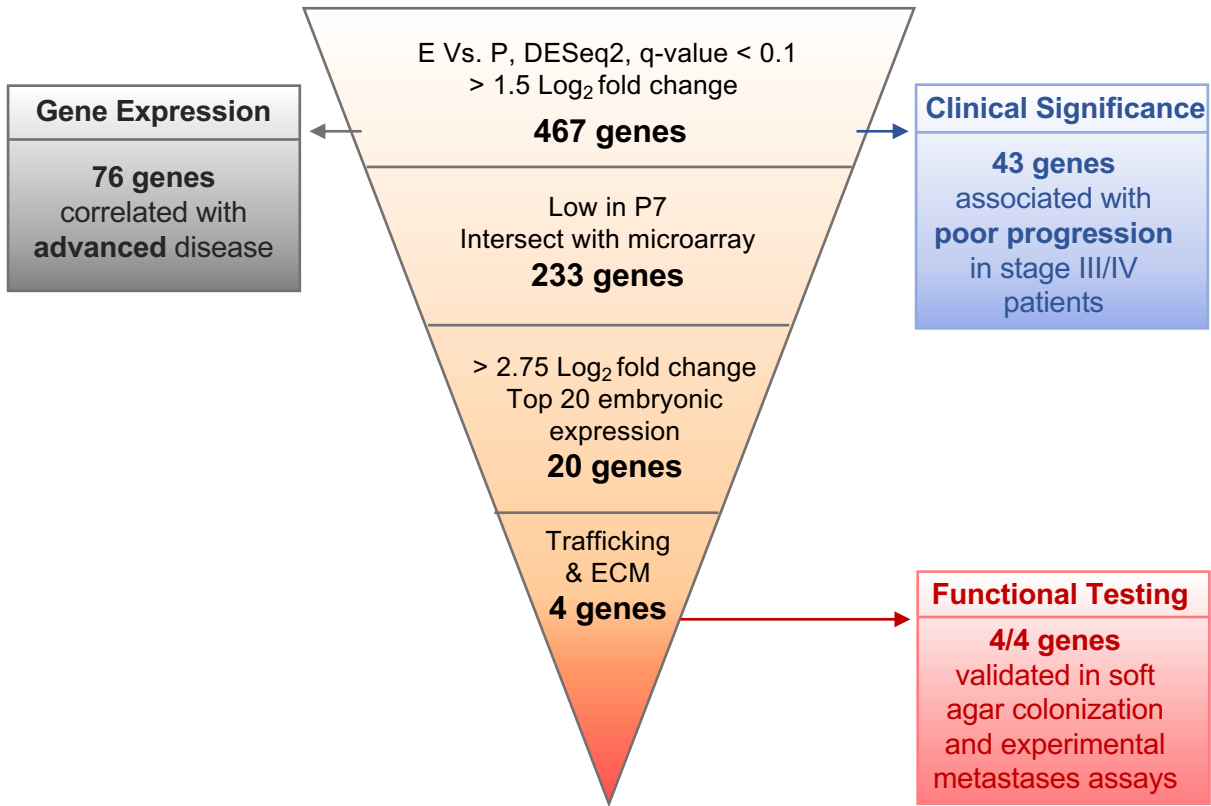 E Vs. P, DESeq2, q-value < 0.1
> 1.5 Log₂ fold change
467 genes
Gene Expression
76 genes
correlated with
advanced disease
Clinical Significance
43 genes
associated with
poor progression
in stage III/IV
patients
Low in P7
Intersect with microarray
233 genes
> 2.75 Log₂ fold change
Top 20 embryonic
expression
20 genes
Trafficking
& ECM
4 genes
Functional Testing
4/4 genes
validated in soft
agar colonization
and experimental
metastases assays